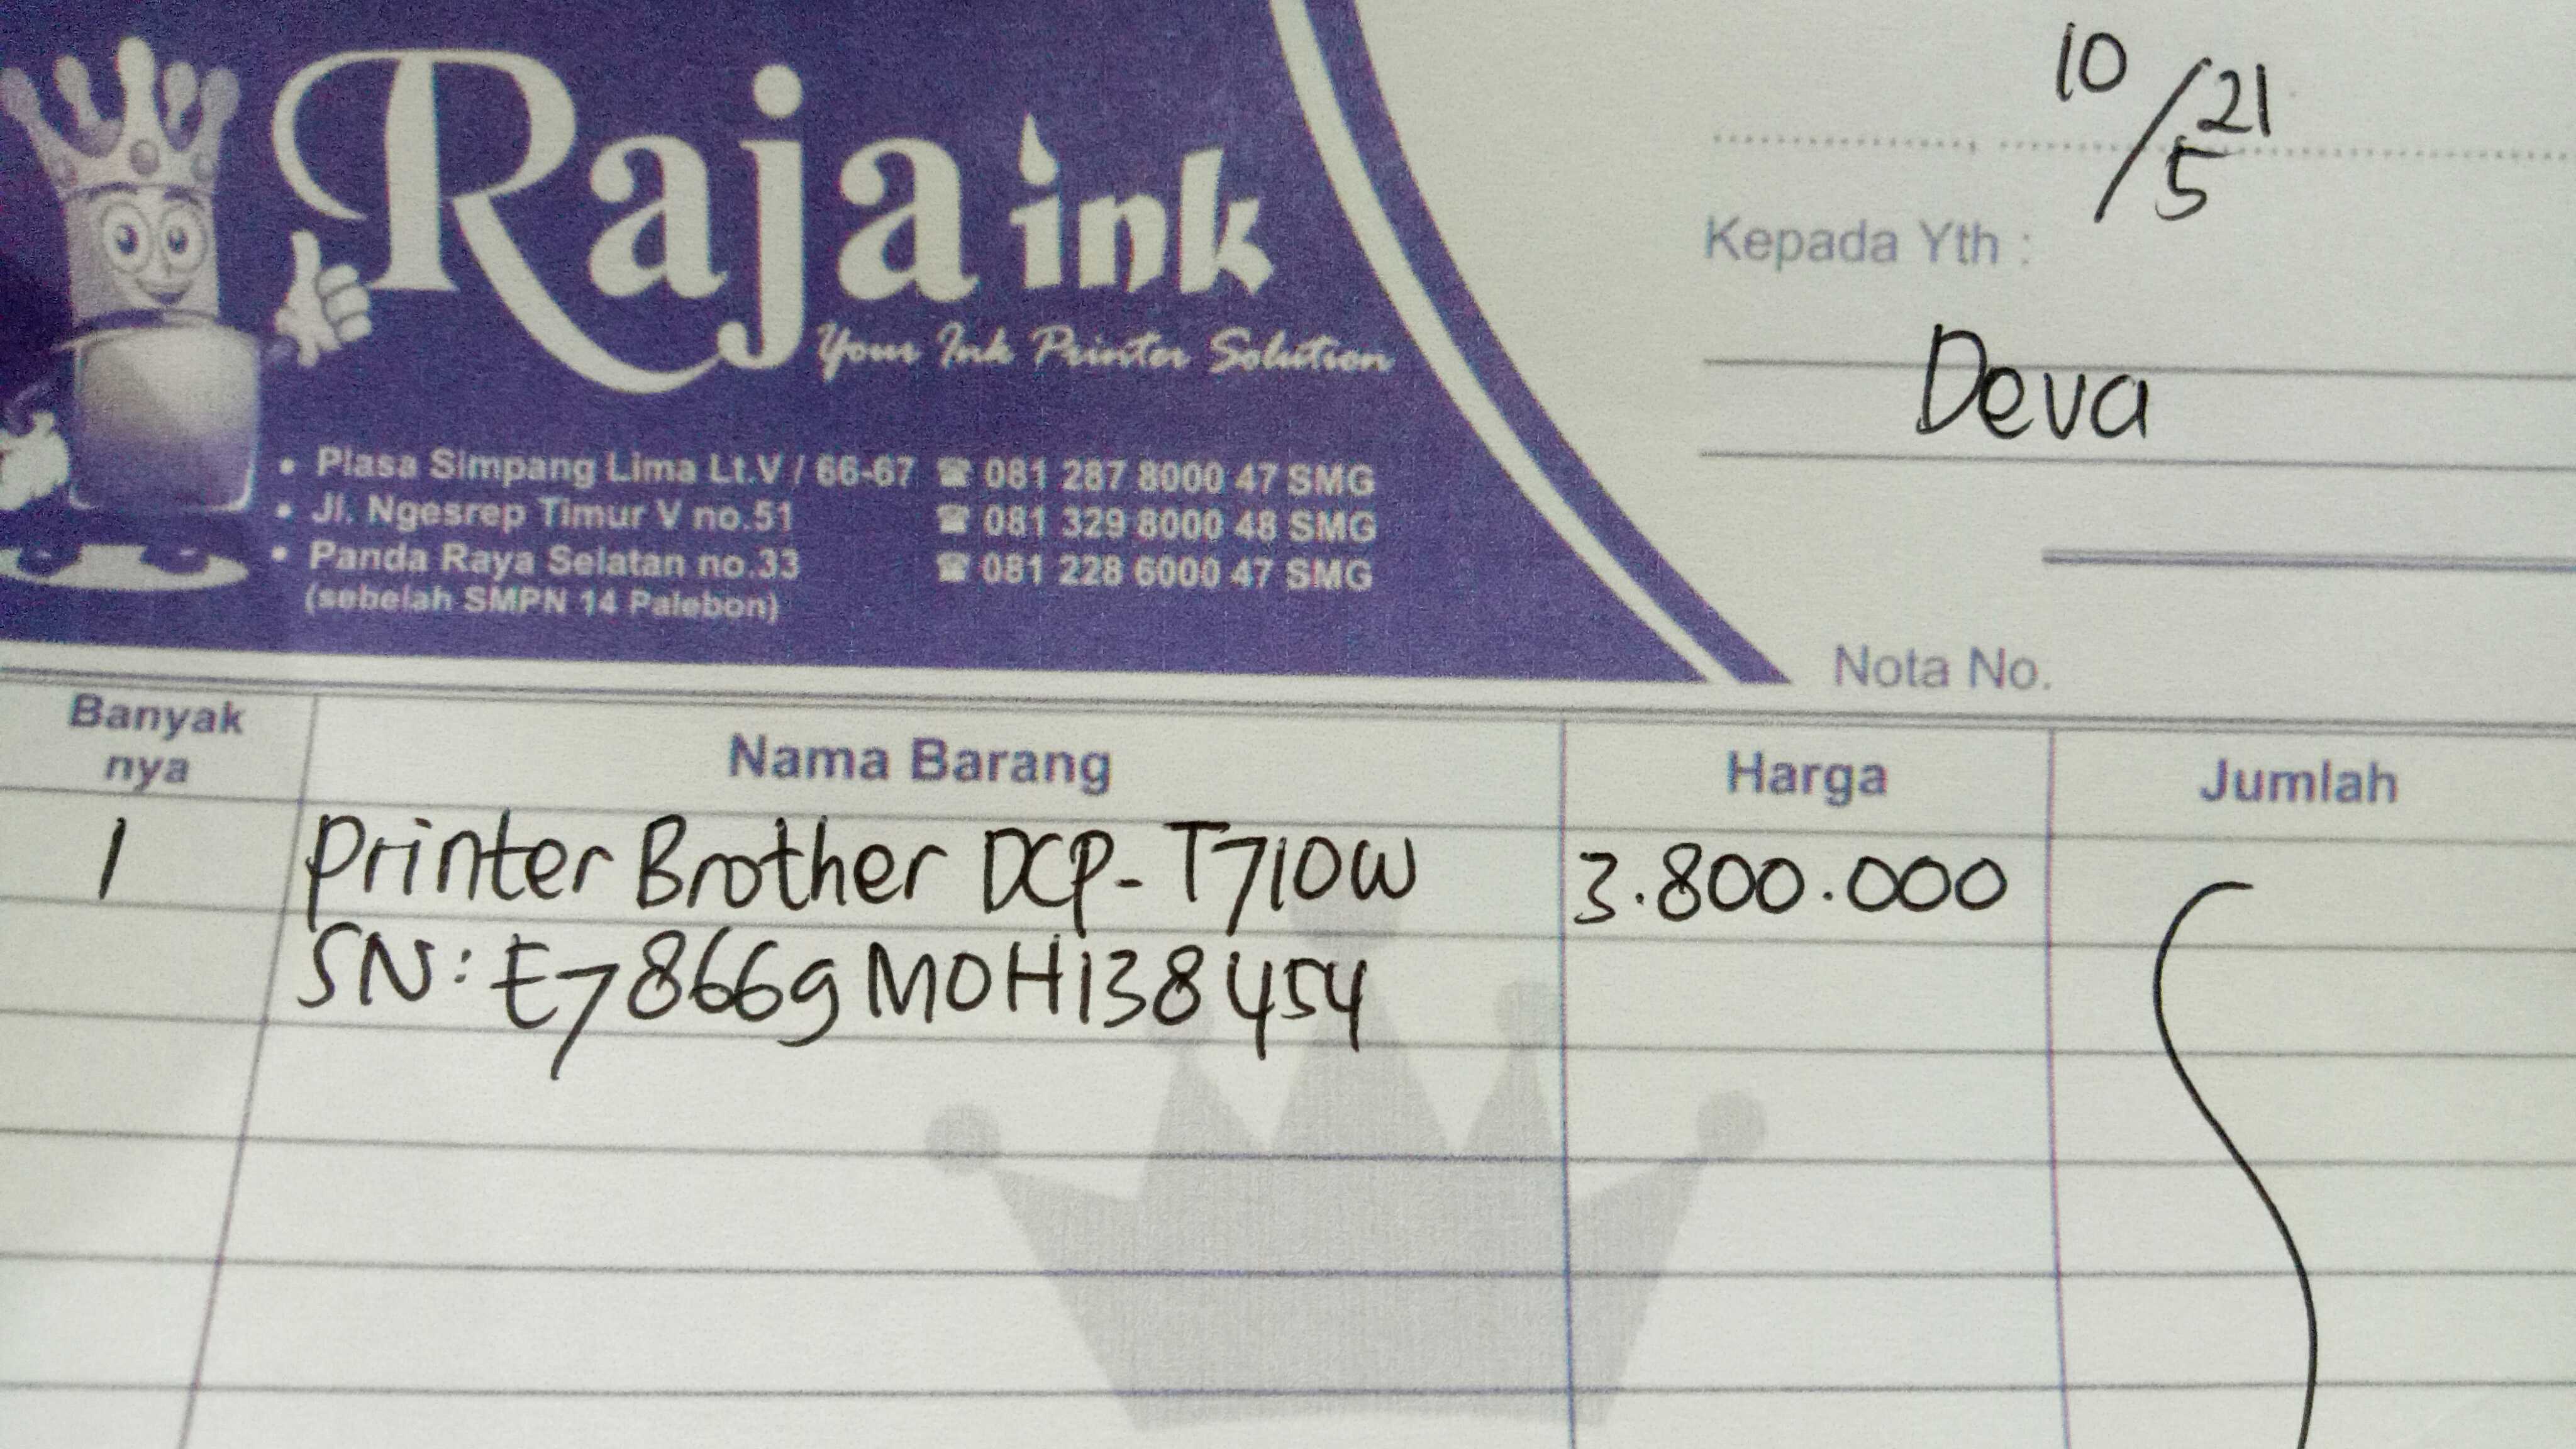 Raja ink
Your Ink Printer Solution
• Plasa Simpang Lima Lt.V / 66-67 ☎ 081 287 8000 47 SMG
• Jl. Ngesrep Timur V no.51 ☎ 081 329 8000 48 SMG
• Panda Raya Selatan no.33 ☎ 081 228 6000 47 SMG
(sebelah SMPN 14 Palebon)
10/5 21
Kepada Yth :
Deva
Nota No.
Banyak nya Nama Barang Harga Jumlah
1 Printer Brother DCP-T710W 3.800.000
SN: E78669M0H138454